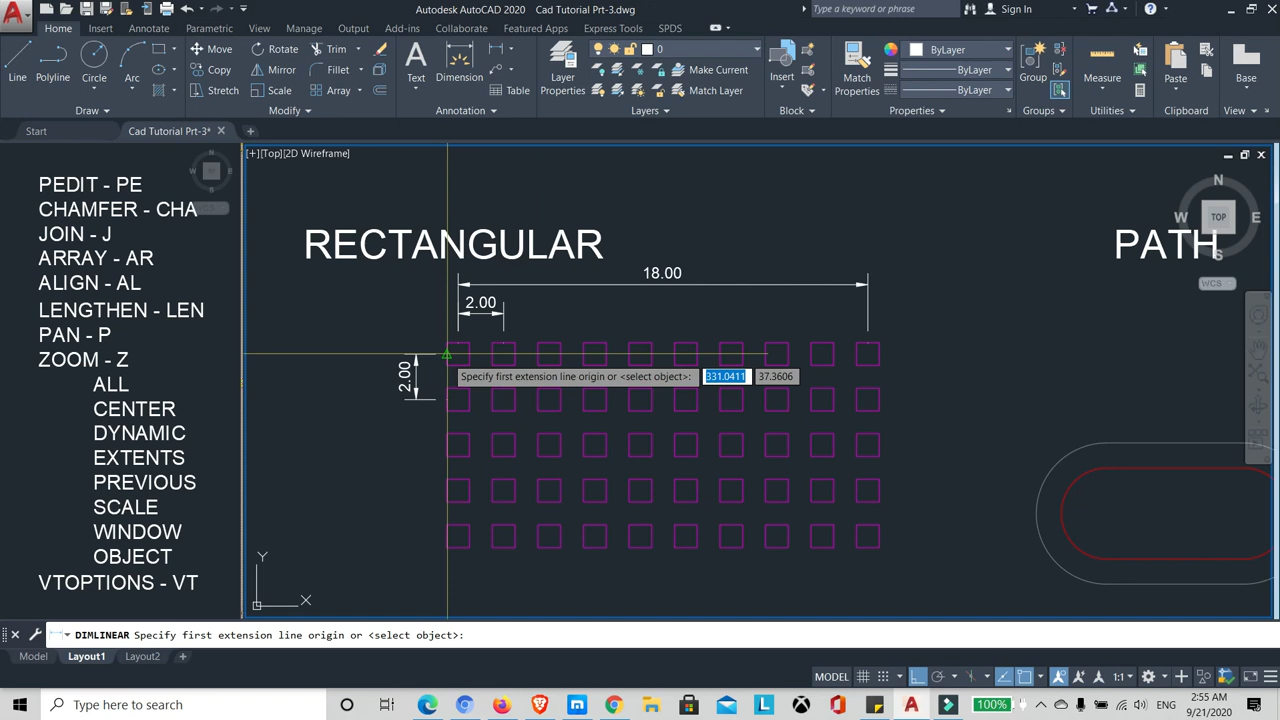 Autodesk AutoCAD 2020 Cad Tutorial Prt-3.dwg
Type a keyword or phrase
Sign In
Home Insert Annotate Parametric View Manage Output Add-ins Collaborate Featured Apps Express Tools SPDS
Line Polyline Circle Arc
Move Rotate Trim
Copy Mirror Fillet
Stretch Scale Array
Text Dimension Table
Layer Properties
0
Make Current
Match Layer
Insert
Match Properties
ByLayer
ByLayer
ByLayer
Group
Measure
Paste
Base
Draw Modify Annotation Layers Block Properties Groups Utilities Clipboard View
Start Cad Tutorial Prt-3*
[+][Top][2D Wireframe]
PEDIT - PE
CHAMFER - CHA
JOIN - J
ARRAY - AR
ALIGN - AL
LENGTHEN - LEN
PAN - P
ZOOM - Z
ALL
CENTER
DYNAMIC
EXTENTS
PREVIOUS
SCALE
WINDOW
OBJECT
VTOPTIONS - VT
N
W E
S
WCS
RECTANGULAR
PATH
N
W TOP E
S
WCS
18.00
2.00
2.00
Specify first extension line origin or <select object>: 331.0411 37.3606
Y
X
DIMLINEAR Specify first extension line origin or <select object>:
Model Layout1 Layout2
MODEL
1:1
Type here to search
100%
ENG
2:55 AM
9/21/2020